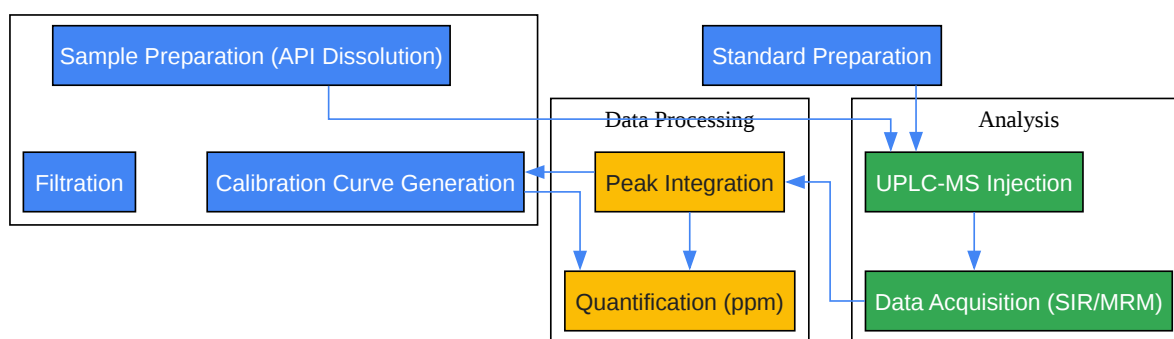 Sample Preparation (API Dissolution)
Standard Preparation
Data Processing
Analysis
Filtration
Calibration Curve Generation
Peak Integration
UPLC-MS Injection
Quantification (ppm)
Data Acquisition (SIR/MRM)